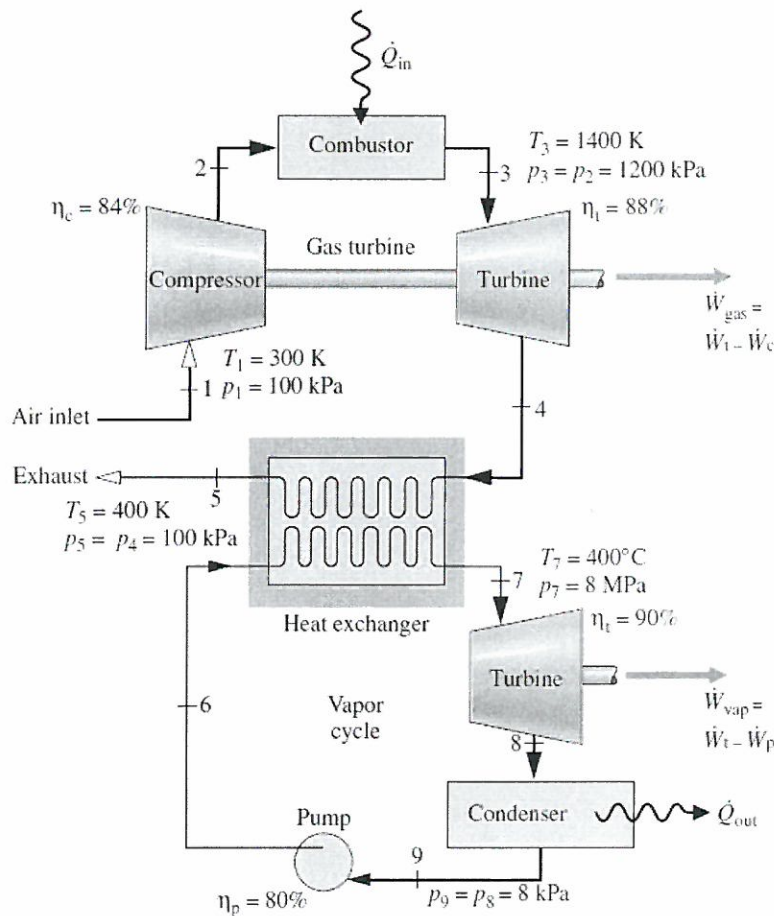 Q̇in
Combustor
T3 = 1400 K
p3 = p2 = 1200 kPa
2
3
ηc = 84%
ηt = 88%
Gas turbine
Compressor
Turbine
Ẇgas =
Ẇt – Ẇc
T1 = 300 K
p1 = 100 kPa
1
4
Air inlet
Exhaust
5
T5 = 400 K
p5 = p4 = 100 kPa
T7 = 400°C
p7 = 8 MPa
7
Heat exchanger
ηt = 90%
Turbine
6
Vapor
cycle
Ẇvap =
Ẇt – Ẇp
8
Condenser
Q̇out
Pump
9
ηp = 80%
p9 = p8 = 8 kPa